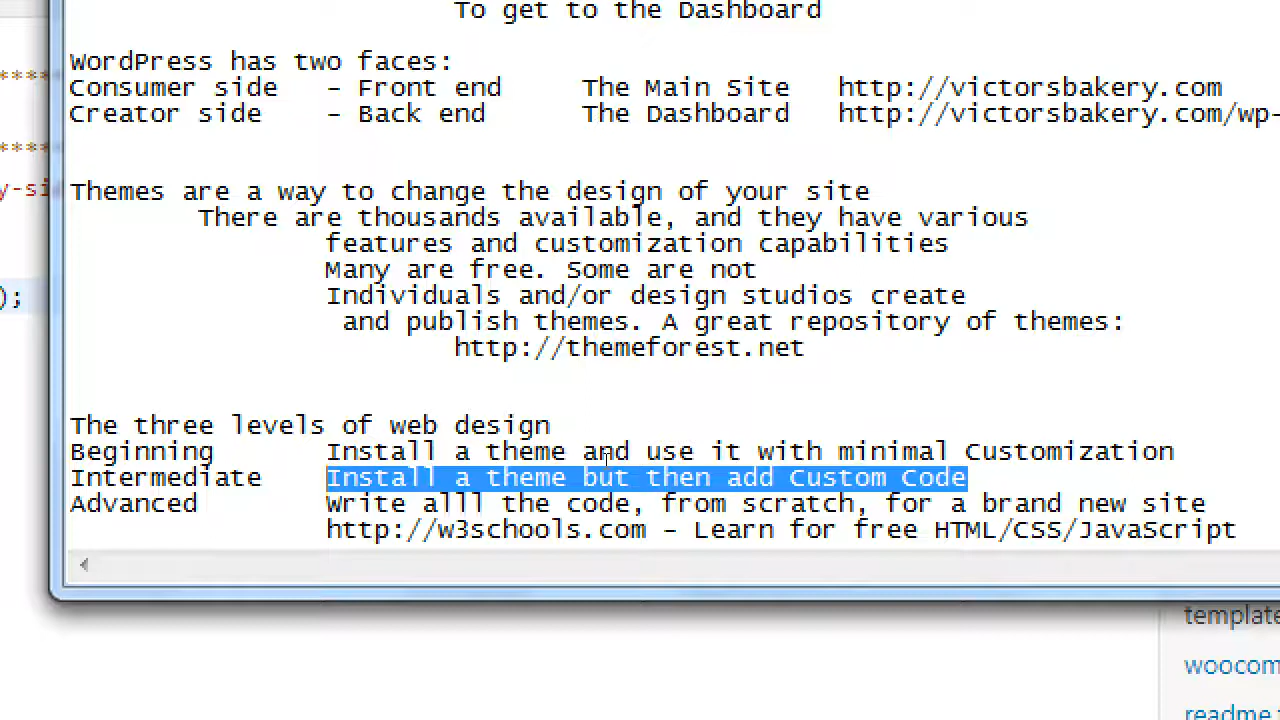 To get to the Dashboard
WordPress has two faces:
Consumer side - Front end The Main Site http://victorsbakery.com
Creator side - Back end The Dashboard http://victorsbakery.com/wp-
*****
*****
y-si
);
Themes are a way to change the design of your site
There are thousands available, and they have various
features and customization capabilities
Many are free. Some are not
Individuals and/or design studios create
and publish themes. A great repository of themes:
http://themeforest.net
The three levels of web design
Beginning Install a theme and use it with minimal Customization
Intermediate Install a theme but then add Custom Code
Advanced Write alll the code, from scratch, for a brand new site
http://w3schools.com - Learn for free HTML/CSS/JavaScript
template
woocom
readme.